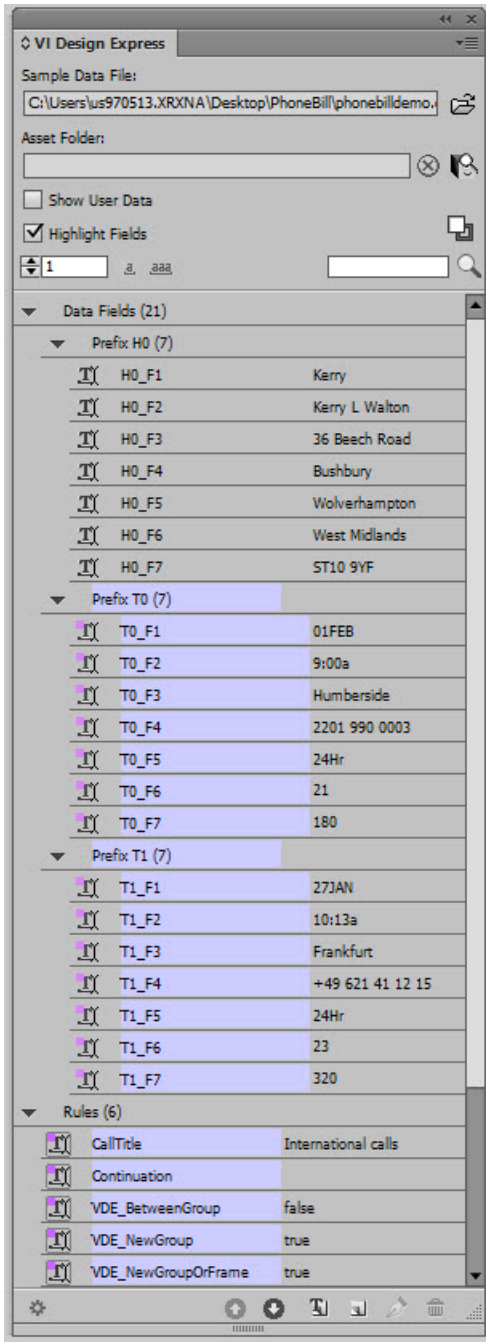 VI Design Express
Sample Data File:
C:\Users\us970513.XRXNA\Desktop\PhoneBill\phonebilldemo.
Asset Folder:
Show User Data
Highlight Fields
1 a aaa
Data Fields (21)
Prefix H0 (7)
H0_F1 Kerry
H0_F2 Kerry L Walton
H0_F3 36 Beech Road
H0_F4 Bushbury
H0_F5 Wolverhampton
H0_F6 West Midlands
H0_F7 ST10 9YF
Prefix T0 (7)
T0_F1 01FEB
T0_F2 9:00a
T0_F3 Humberside
T0_F4 2201 990 0003
T0_F5 24Hr
T0_F6 21
T0_F7 180
Prefix T1 (7)
T1_F1 27JAN
T1_F2 10:13a
T1_F3 Frankfurt
T1_F4 +49 621 41 12 15
T1_F5 24Hr
T1_F6 23
T1_F7 320
Rules (6)
CallTitle International calls
Continuation
VDE_BetweenGroup false
VDE_NewGroup true
VDE_NewGroupOrFrame true